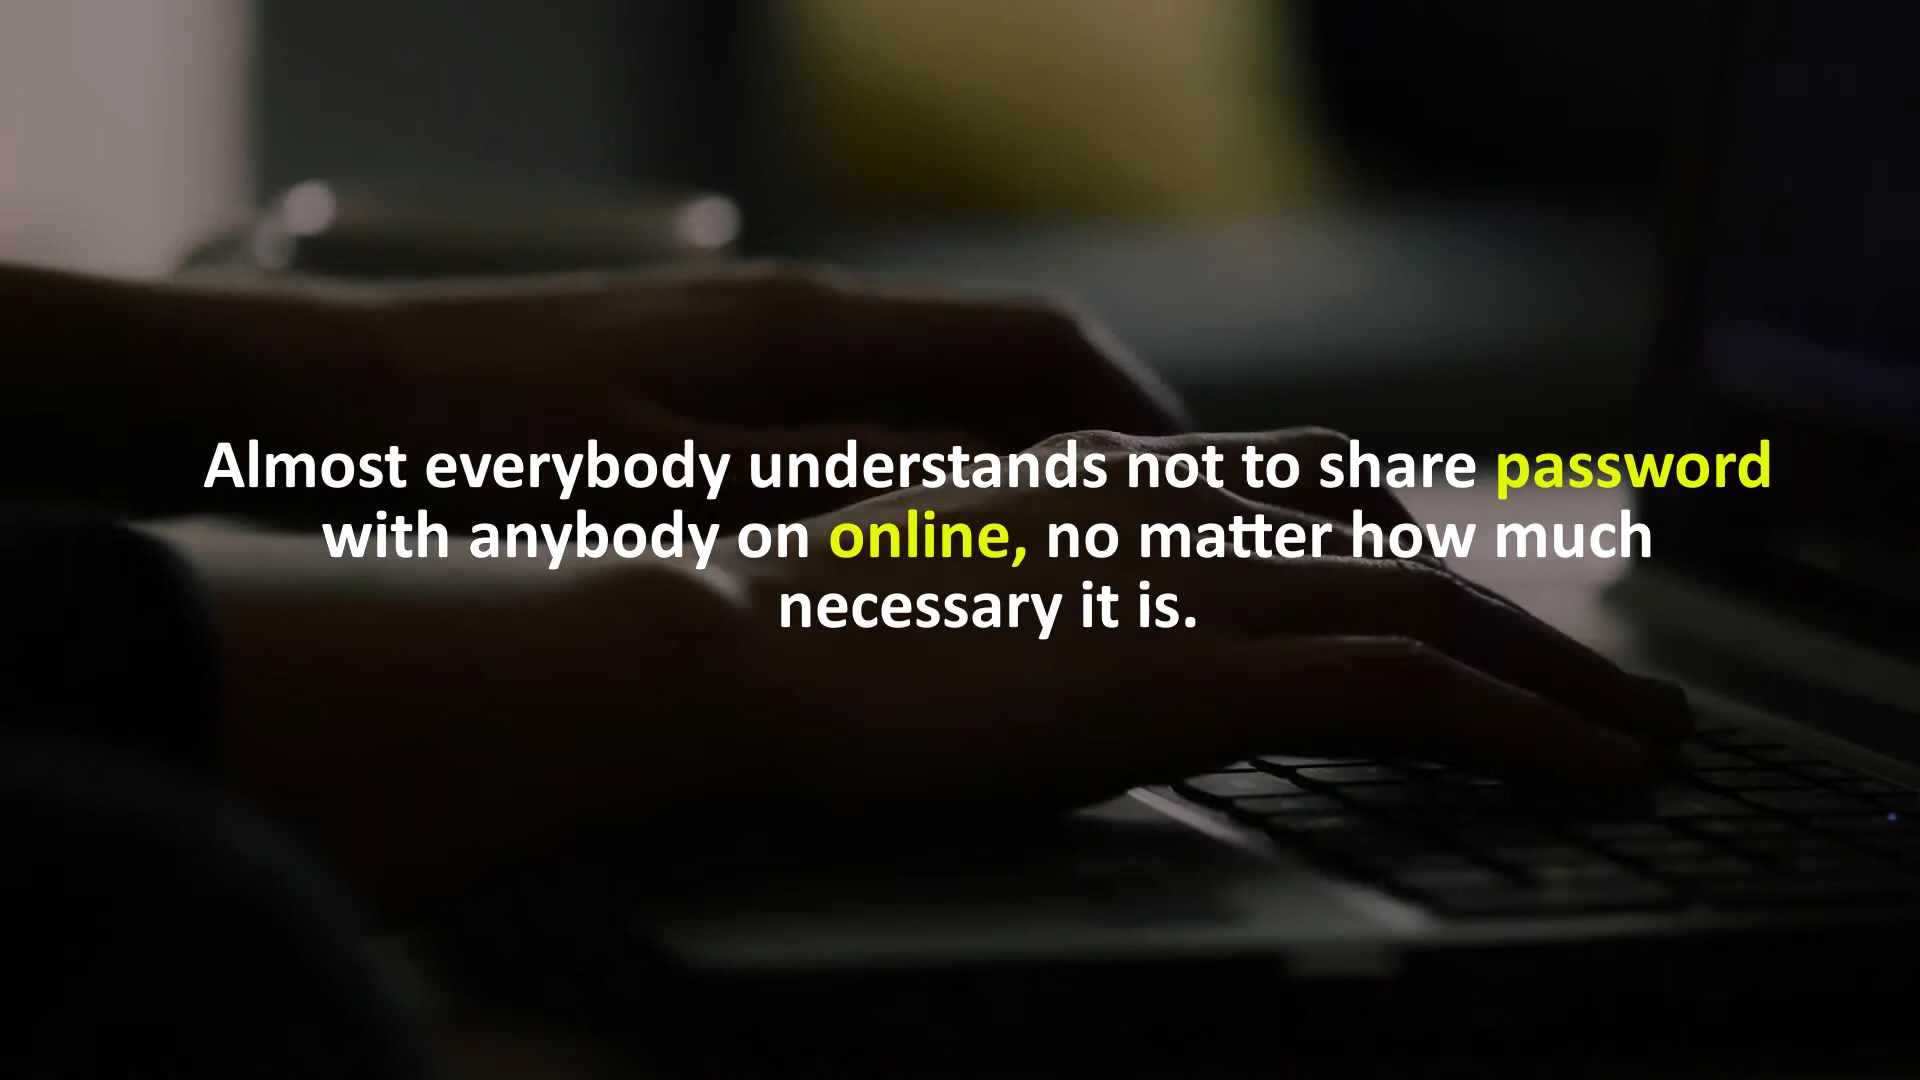 Almost everybody understands not to share password
with anybody on online, no matter how much
necessary it is.